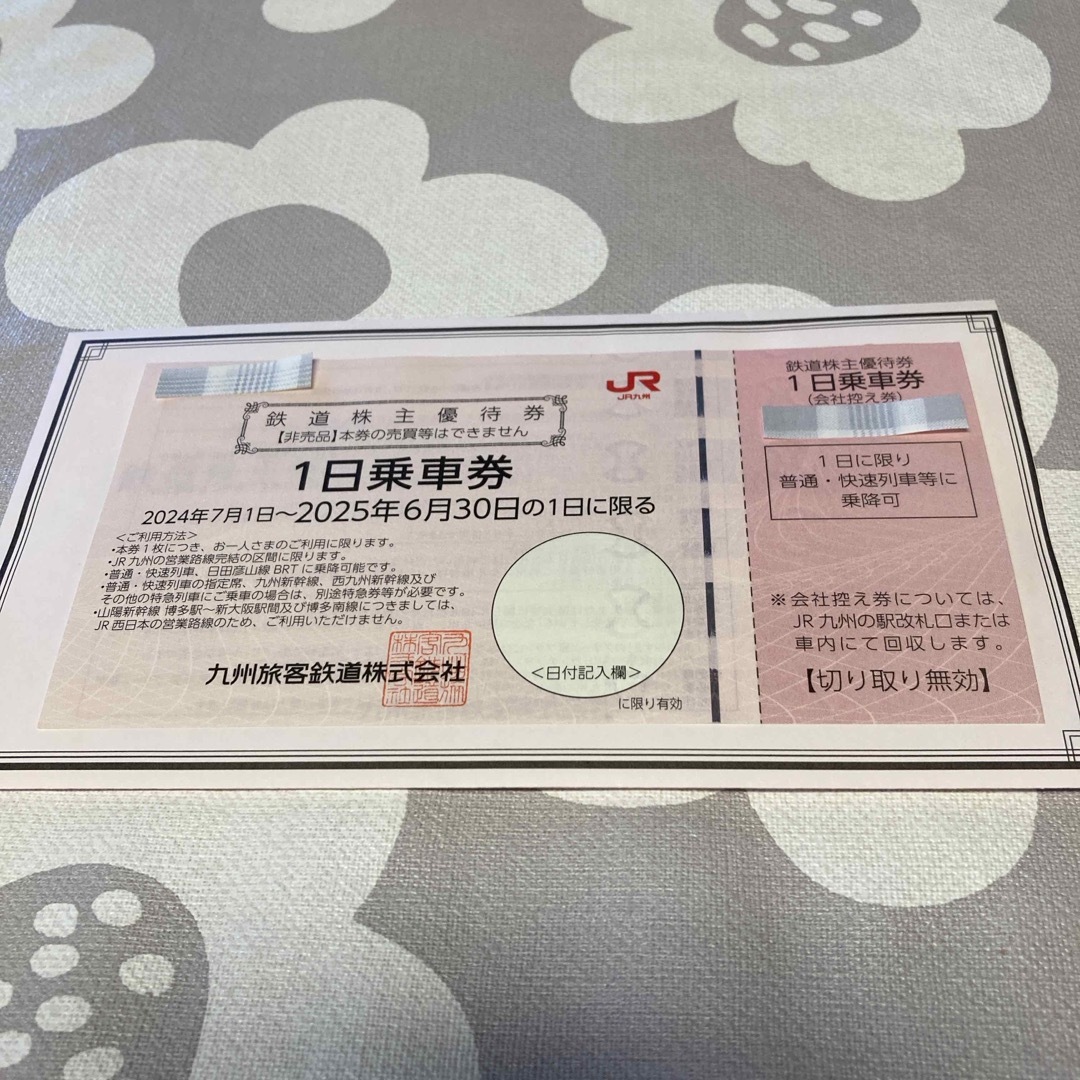 JR
JR九州
鉄道株主優待券
【非売品】本券の売買等はできません
1日乗車券
2024年7月1日～2025年6月30日の1日に限る
＜ご利用方法＞
•本券1枚につき、お一人さまのご利用に限ります。
•JR九州の営業路線完結の区間に限ります。
•普通・快速列車、日田彦山線BRTに乗降可能です。
•普通・快速列車の指定席、九州新幹線、西九州新幹線及び
その他の特急列車にご乗車の場合は、別途特急券等が必要です。
•山陽新幹線 博多駅～新大阪駅間及び博多南線につきましては、
JR西日本の営業路線のため、ご利用いただけません。
九州旅客鉄道株式会社
＜日付記入欄＞
に限り有効
鉄道株主優待券
1日乗車券
(会社控え券)
1日に限り
普通・快速列車等に
乗降可
※会社控え券については、
JR九州の駅改札口または
車内にて回収します。
【切り取り無効】